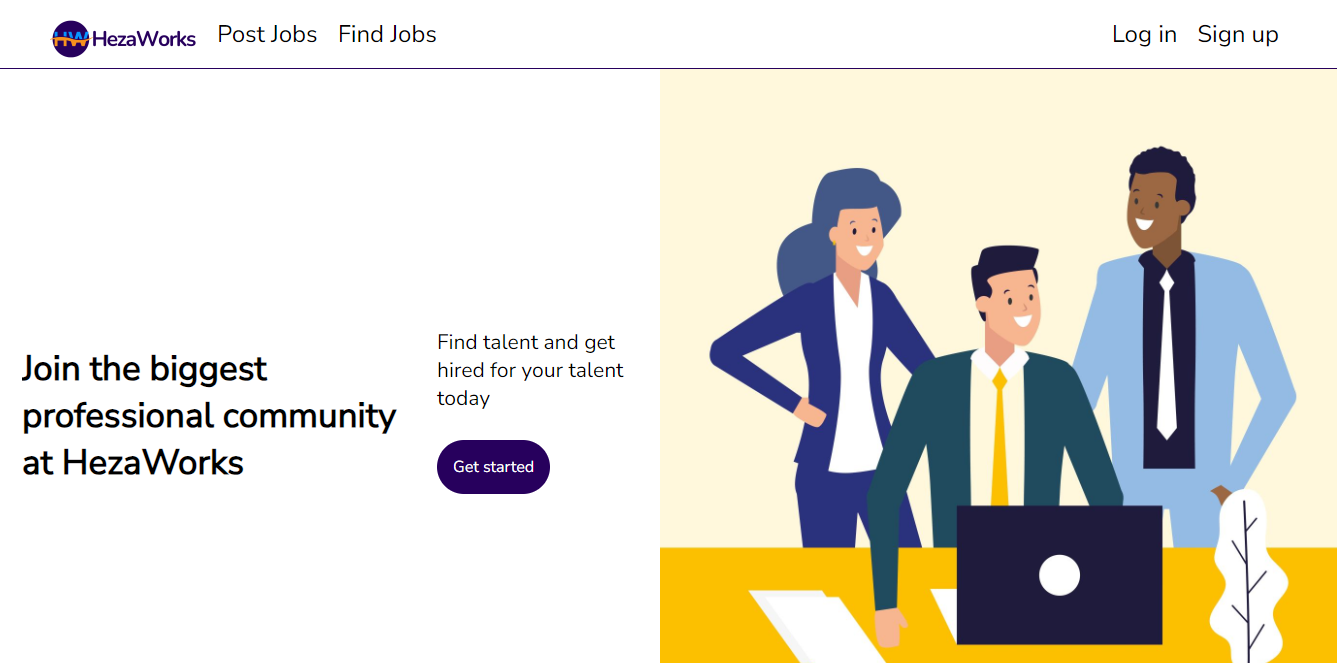 HW HezaWorks Post Jobs Find Jobs Log in Sign up
Join the biggest
professional community
at HezaWorks
Find talent and get
hired for your talent
today
Get started